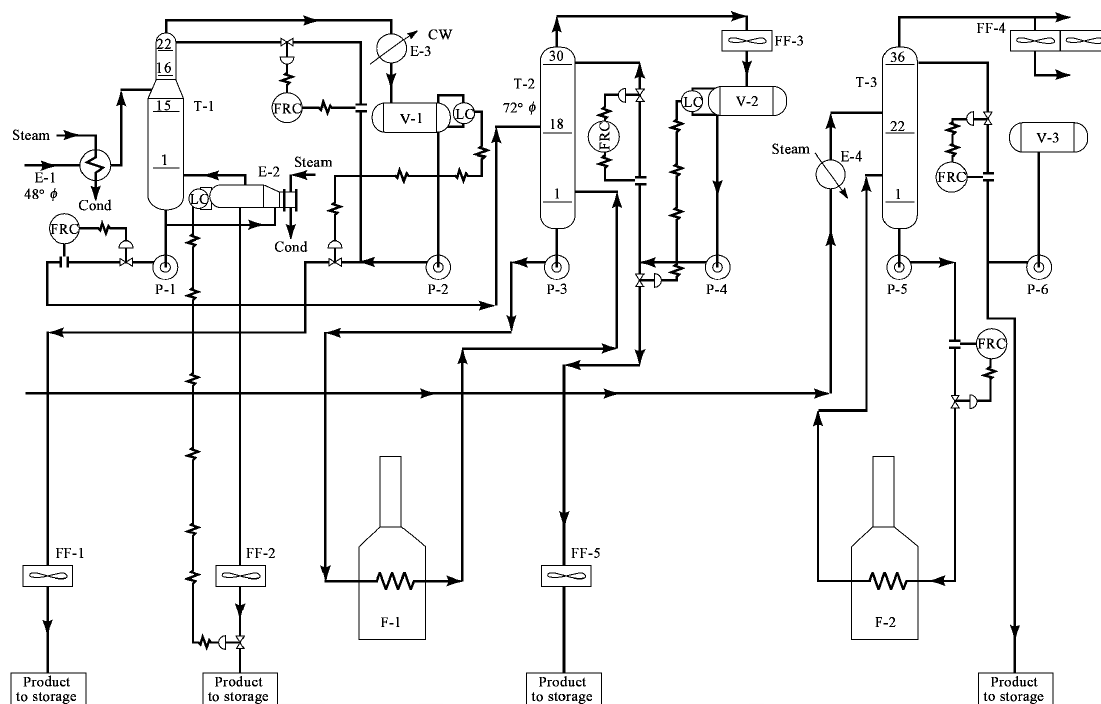 CW
E-3
22
16
15
1
T-1
FRC
V-1
LC
Steam
E-1
48° ϕ
Cond
E-2
Steam
LC
Cond
FRC
P-1
P-2
30
18
1
T-2
72° ϕ
FF-3
FRC
LC
V-2
P-3
P-4
36
22
1
T-3
FF-4
FRC
V-3
Steam
E-4
P-5
P-6
FRC
FF-1
FF-2
F-1
FF-5
F-2
Product
to storage
Product
to storage
Product
to storage
Product
to storage